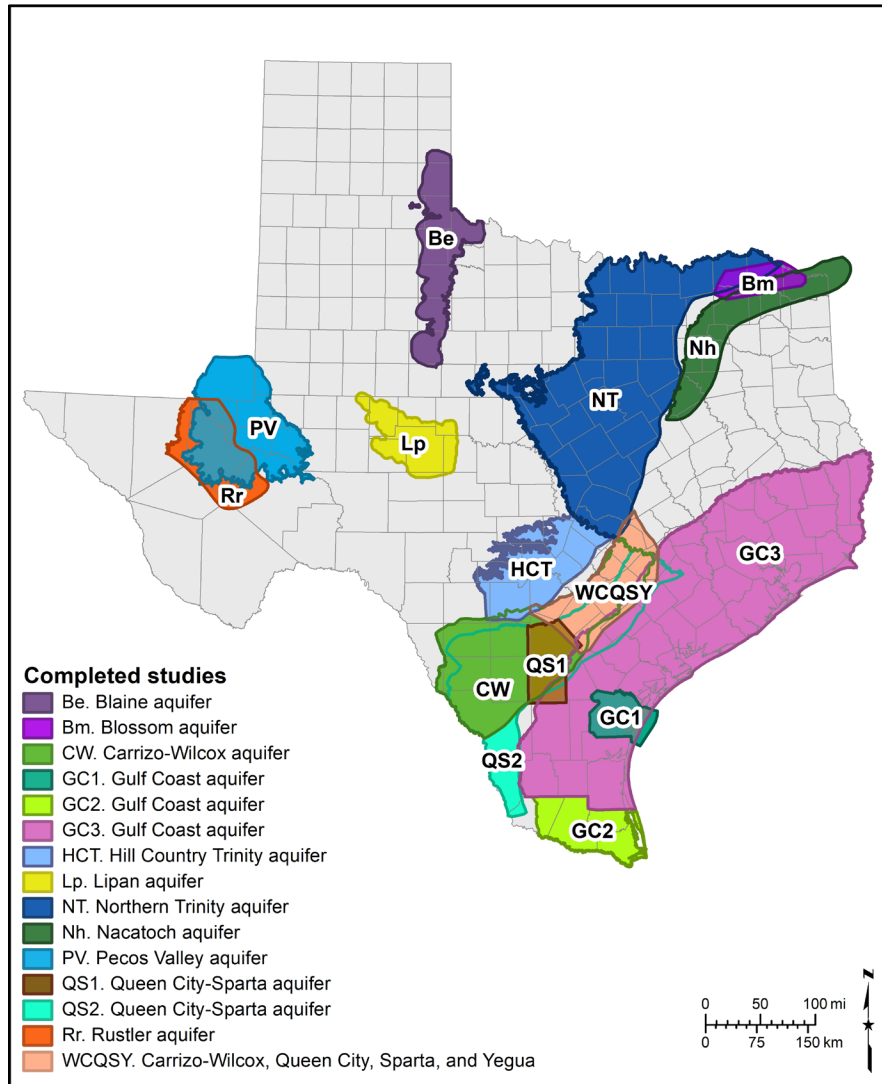 Be
Bm
Nh
NT
PV
Lp
Rr
GC3
HCT
WCQSY
QS1
CW
GC1
QS2
GC2
Completed studies
Be. Blaine aquifer
Bm. Blossom aquifer
CW. Carrizo-Wilcox aquifer
GC1. Gulf Coast aquifer
GC2. Gulf Coast aquifer
GC3. Gulf Coast aquifer
HCT. Hill Country Trinity aquifer
Lp. Lipan aquifer
NT. Northern Trinity aquifer
Nh. Nacatoch aquifer
PV. Pecos Valley aquifer
QS1. Queen City-Sparta aquifer
QS2. Queen City-Sparta aquifer
Rr. Rustler aquifer
WCQSY. Carrizo-Wilcox, Queen City, Sparta, and Yegua
N
0 50 100 mi
0 75 150 km